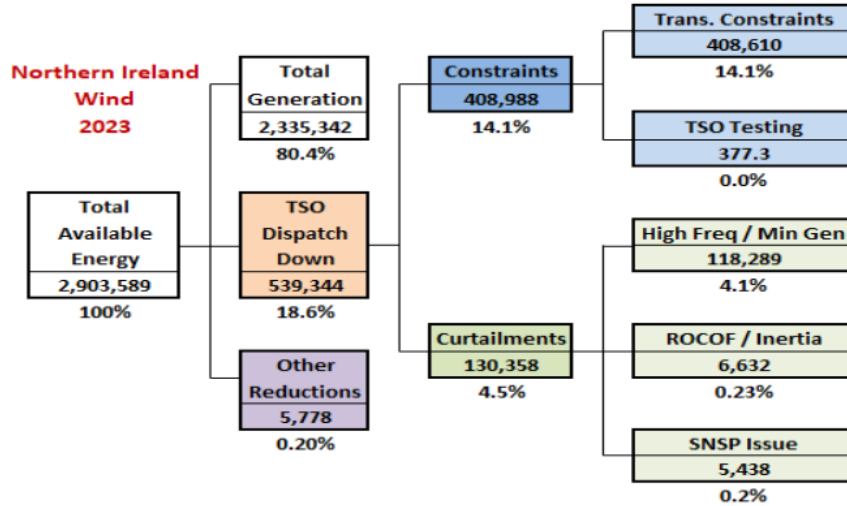 Northern Ireland
Wind
2023
Total
Available
Energy
2,903,589
100%
Total
Generation
2,335,342
80.4%
TSO
Dispatch
Down
539,344
18.6%
Other
Reductions
5,778
0.20%
Constraints
408,988
14.1%
Curtailments
130,358
4.5%
Trans. Constraints
408,610
14.1%
TSO Testing
377.3
0.0%
High Freq / Min Gen
118,289
4.1%
ROCOF / Inertia
6,632
0.23%
SNSP Issue
5,438
0.2%